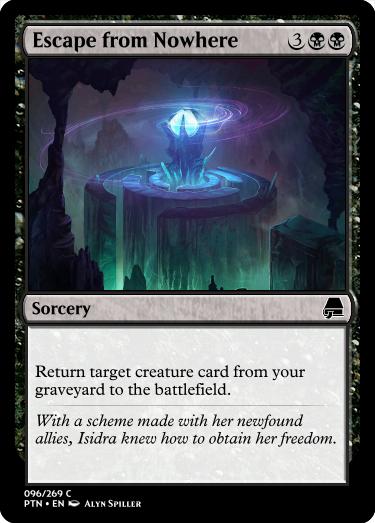 Escape from Nowhere 3
Sorcery
Return target creature card from your
graveyard to the battlefield.
With a scheme made with her newfound
allies, Isidra knew how to obtain her freedom.
096/269 C
PTN • EN ALYN SPILLER